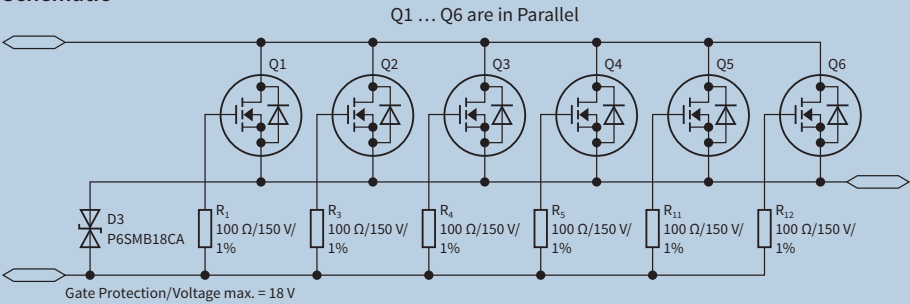 Q1 … Q6 are in Parallel
Q1
Q2
Q3
Q4
Q5
Q6
D3
P6SMB18CA
R1
100 Ω/150 V/
1%
R3
100 Ω/150 V/
1%
R4
100 Ω/150 V/
1%
R5
100 Ω/150 V/
1%
R11
100 Ω/150 V/
1%
R12
100 Ω/150 V/
1%
Gate Protection/Voltage max. = 18 V